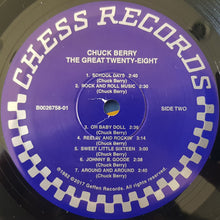 CHESS RECORDS
CHUCK BERRY
THE GREAT TWENTY-EIGHT
1. SCHOOL DAYS 2:40
(Chuck Berry)
2. ROCK AND ROLL MUSIC 2:30
(Chuck Berry)
B0026758-01
SIDE TWO
3. OH BABY DOLL 2:35
(Chuck Berry)
4. REELIN' AND ROCKIN' 3:14
(Chuck Berry)
5. SWEET LITTLE SIXTEEN 3:10
(Chuck Berry)
6. JOHNNY B. GOODE 2:38
(Chuck Berry)
7. AROUND AND AROUND 2:40
(Chuck Berry)